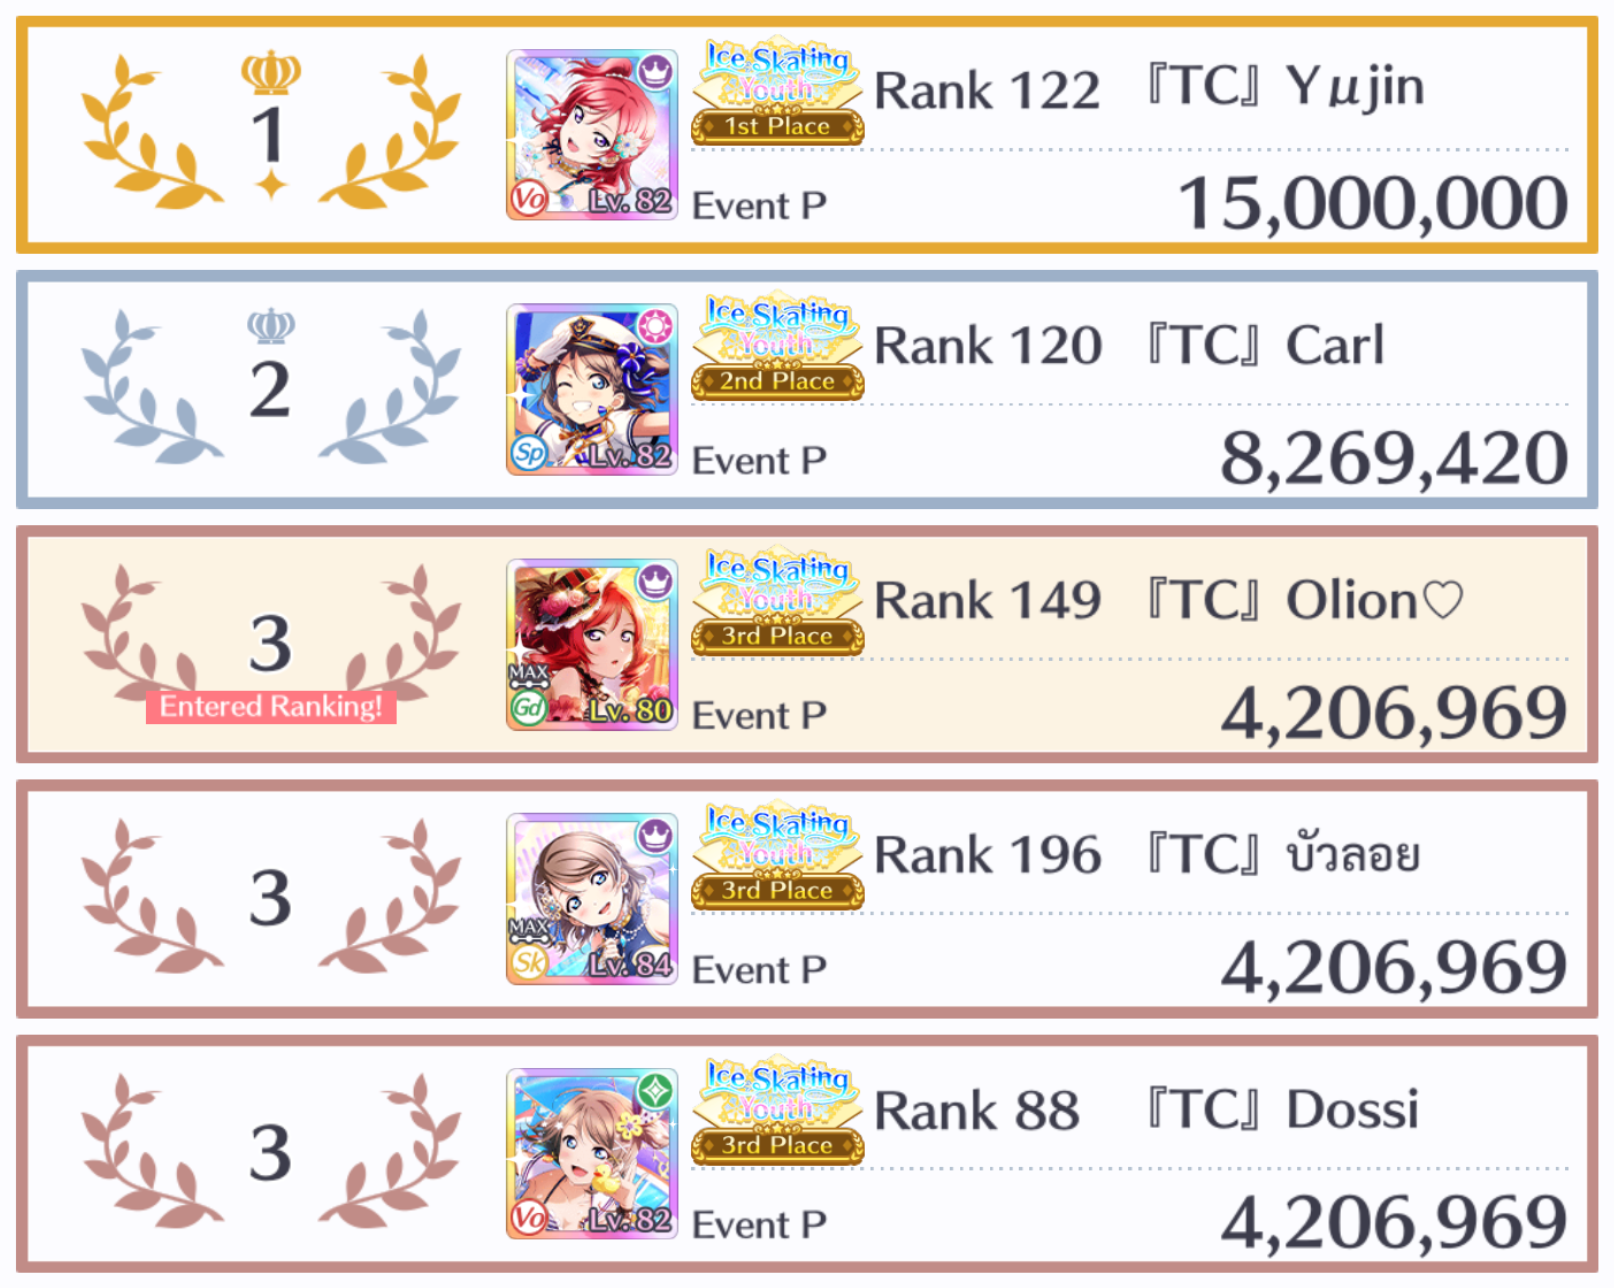 1
Vo
Lv. 82
Ice Skating
Youth
1st Place
Rank 122 『TC』Yμjin
Event P
15,000,000
2
Sp
Lv. 82
Ice Skating
Youth
2nd Place
Rank 120 『TC』Carl
Event P
8,269,420
3
Entered Ranking!
MAX
Gd
Lv. 80
Ice Skating
Youth
3rd Place
Rank 149 『TC』Olion♡
Event P
4,206,969
3
MAX
Sk
Lv. 84
Ice Skating
Youth
3rd Place
Rank 196 『TC』บัวลอย
Event P
4,206,969
3
Vo
Lv. 82
Ice Skating
Youth
3rd Place
Rank 88 『TC』Dossi
Event P
4,206,969